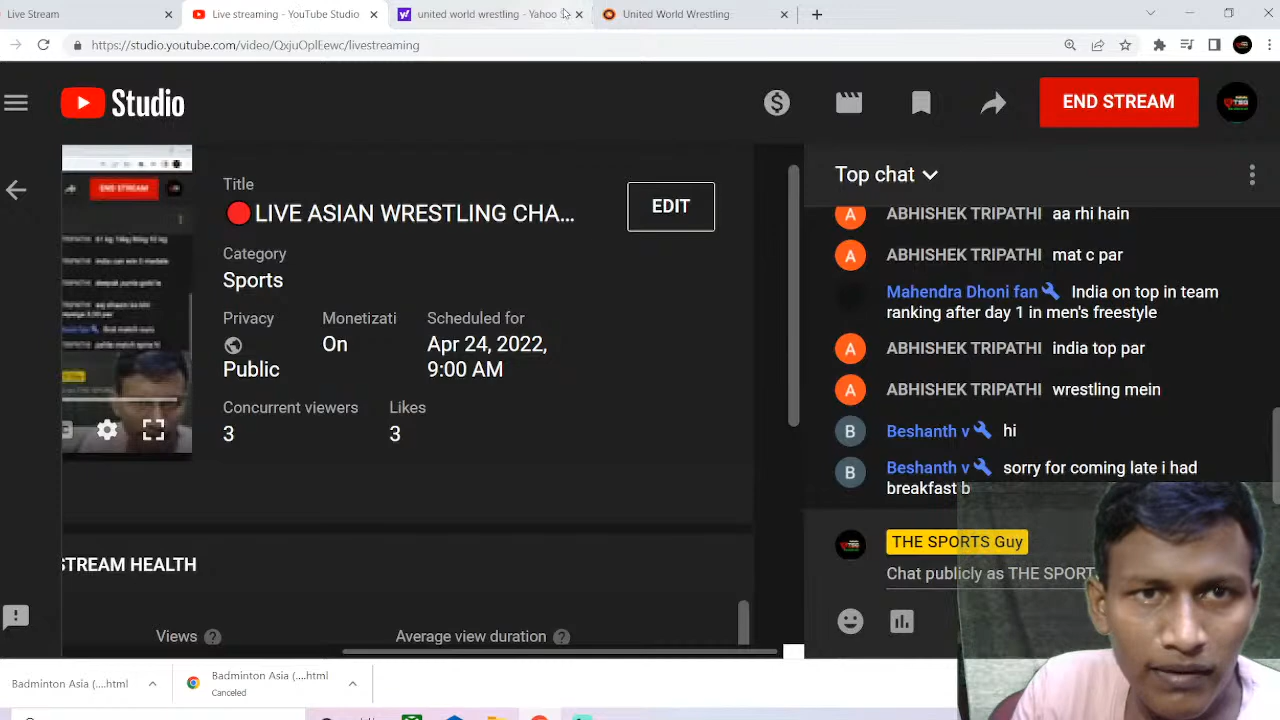 Live Stream
Live streaming - YouTube Studio
united world wrestling - Yahoo
United World Wrestling
https://studio.youtube.com/video/QxjuOplEewc/livestreaming
Studio
END STREAM
Title
LIVE ASIAN WRESTLING CHA...
EDIT
Category
Sports
Privacy
Public
Monetizati
On
Scheduled for
Apr 24, 2022,
9:00 AM
Concurrent viewers
3
Likes
3
STREAM HEALTH
Views
Average view duration
Top chat
ABHISHEK TRIPATHI aa rhi hain
ABHISHEK TRIPATHI mat c par
Mahendra Dhoni fan India on top in team
ranking after day 1 in men's freestyle
ABHISHEK TRIPATHI india top par
ABHISHEK TRIPATHI wrestling mein
Beshanth v hi
Beshanth v sorry for coming late i had
breakfast b
THE SPORTS Guy
Chat publicly as THE SPORT
Badminton Asia (....html
Badminton Asia (....html
Canceled